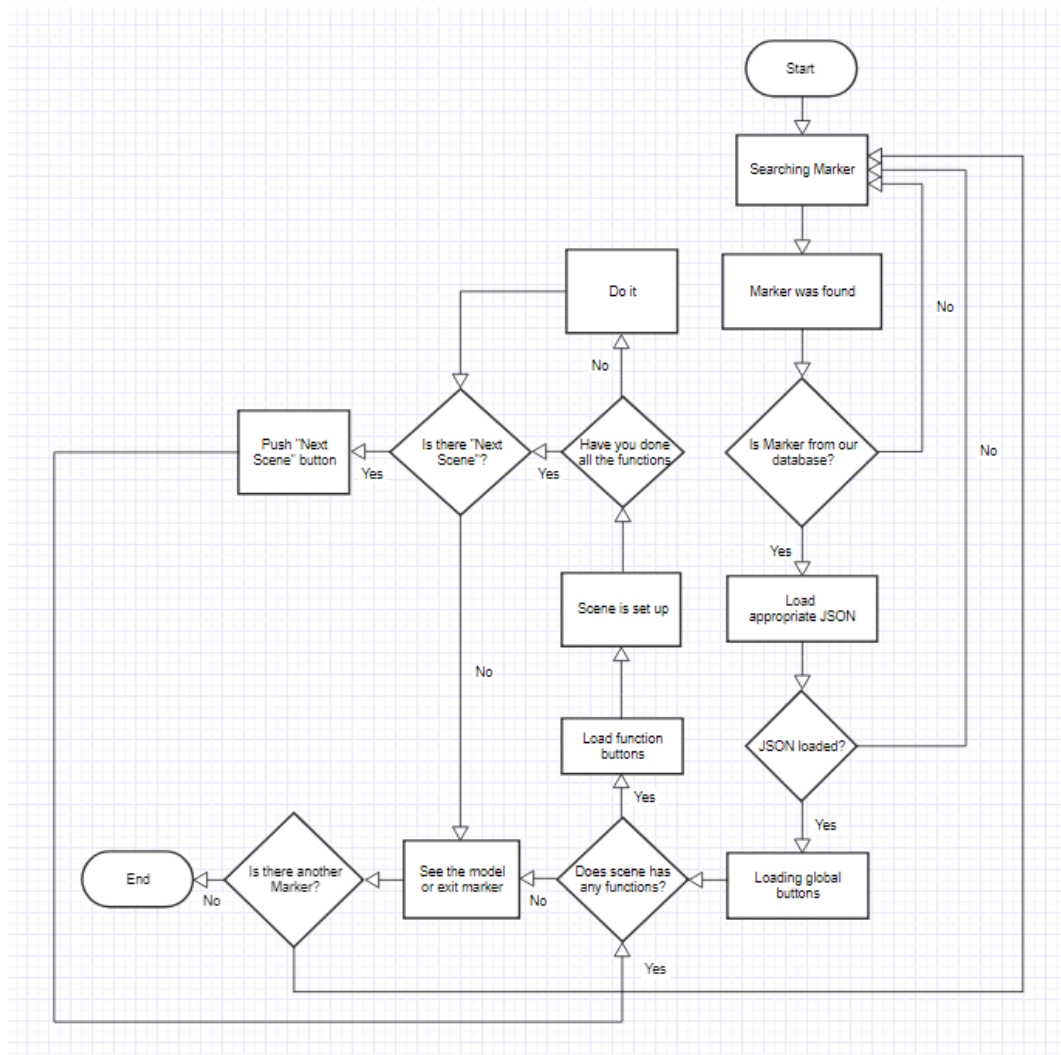 Start
Searching Marker
Marker was found
No
Do it
No
Push "Next
Scene" button
Yes
Is there "Next
Scene"?
Yes
Have you done
all the functions
Is Marker from our
database?
No
Yes
Scene is set up
Load
appropriate JSON
No
Load function
buttons
JSON loaded?
Yes
Yes
End
No
Is there another
Marker?
See the model
or exit marker
No
Does scene has
any functions?
Loading global
buttons
Yes